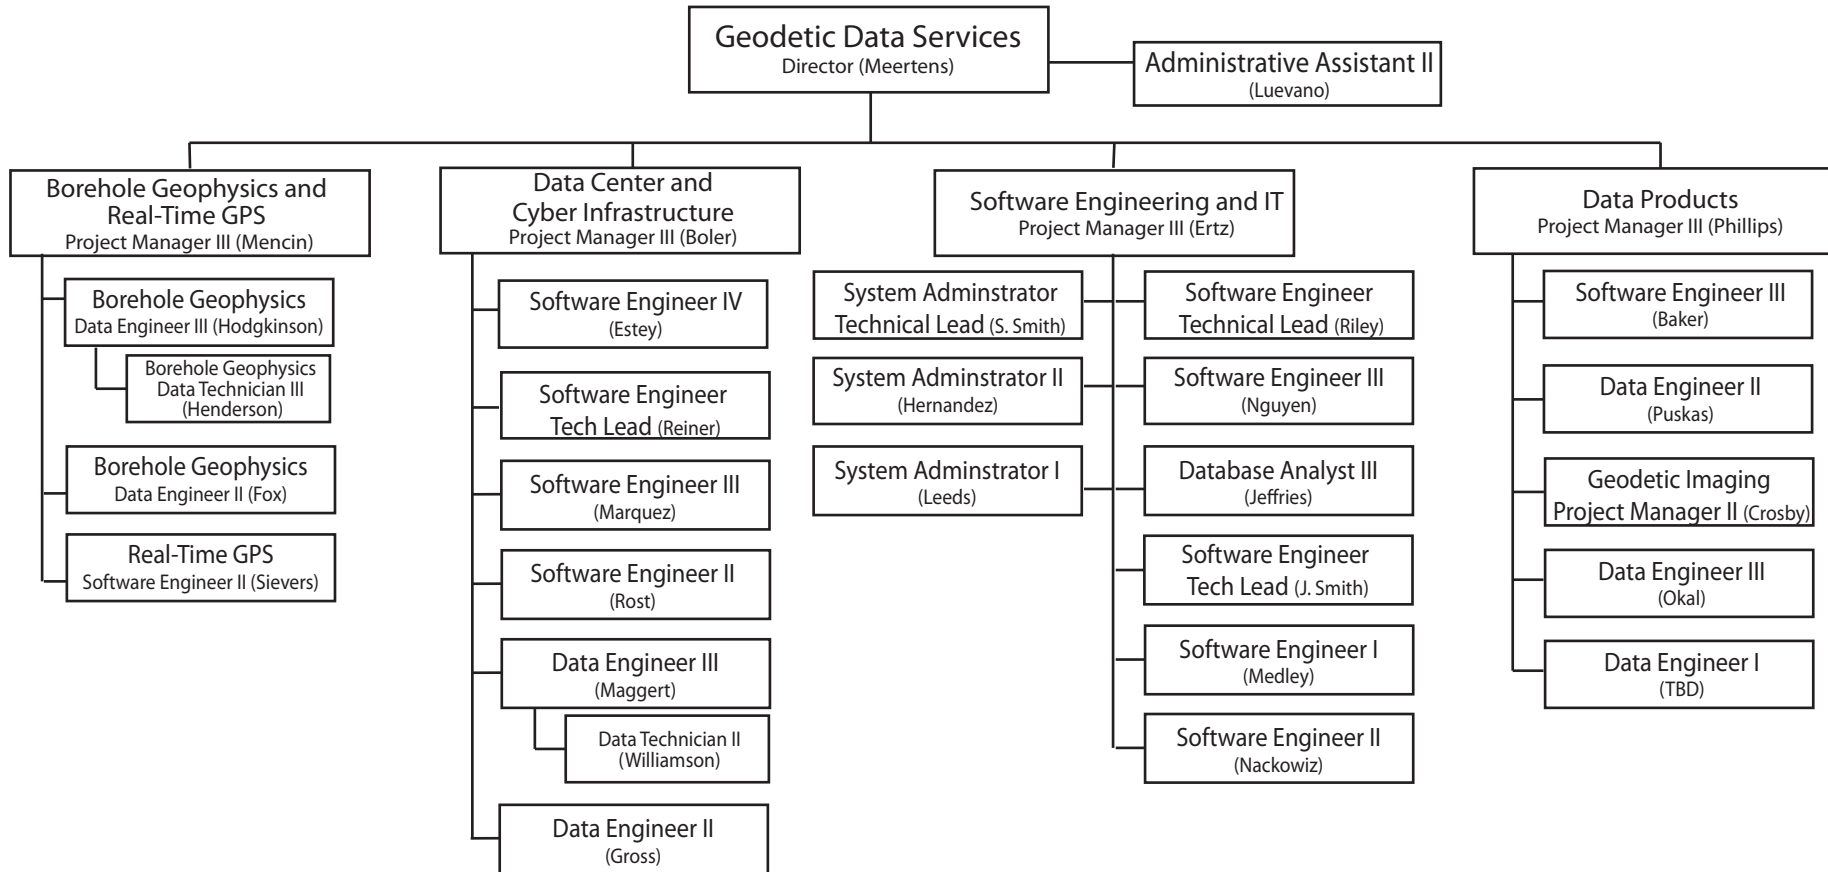 Geodetic Data Services
Director (Meertens)
Administrative Assistant II
(Luevano)
Borehole Geophysics and
Real-Time GPS
Project Manager III (Mencin)
Borehole Geophysics
Data Engineer III (Hodgkinson)
Borehole Geophysics
Data Technician III
(Henderson)
Borehole Geophysics
Data Engineer II (Fox)
Real-Time GPS
Software Engineer II (Sievers)
Data Center and
Cyber Infrastructure
Project Manager III (Boler)
Software Engineer IV
(Estey)
Software Engineer
Tech Lead (Reiner)
Software Engineer III
(Marquez)
Software Engineer II
(Rost)
Data Engineer III
(Maggert)
Data Technician II
(Williamson)
Data Engineer II
(Gross)
Software Engineering and IT
Project Manager III (Ertz)
System Adminstrator
Technical Lead (S. Smith)
System Adminstrator II
(Hernandez)
System Adminstrator I
(Leeds)
Software Engineer
Technical Lead (Riley)
Software Engineer III
(Nguyen)
Database Analyst III
(Jeffries)
Software Engineer
Tech Lead (J. Smith)
Software Engineer I
(Medley)
Software Engineer II
(Nackowiz)
Data Products
Project Manager III (Phillips)
Software Engineer III
(Baker)
Data Engineer II
(Puskas)
Geodetic Imaging
Project Manager II (Crosby)
Data Engineer III
(Okal)
Data Engineer I
(TBD)